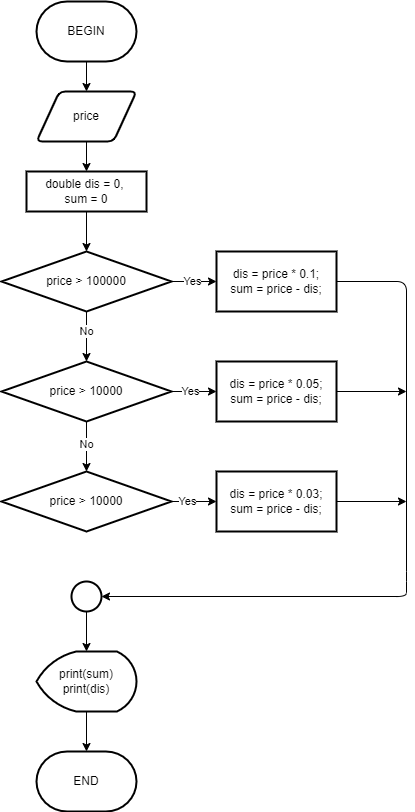 BEGIN
price
double dis = 0,
sum = 0
price > 100000
Yes
dis = price * 0.1;
sum = price - dis;
No
price > 10000
Yes
dis = price * 0.05;
sum = price - dis;
No
price > 10000
Yes
dis = price * 0.03;
sum = price - dis;
print(sum)
print(dis)
END